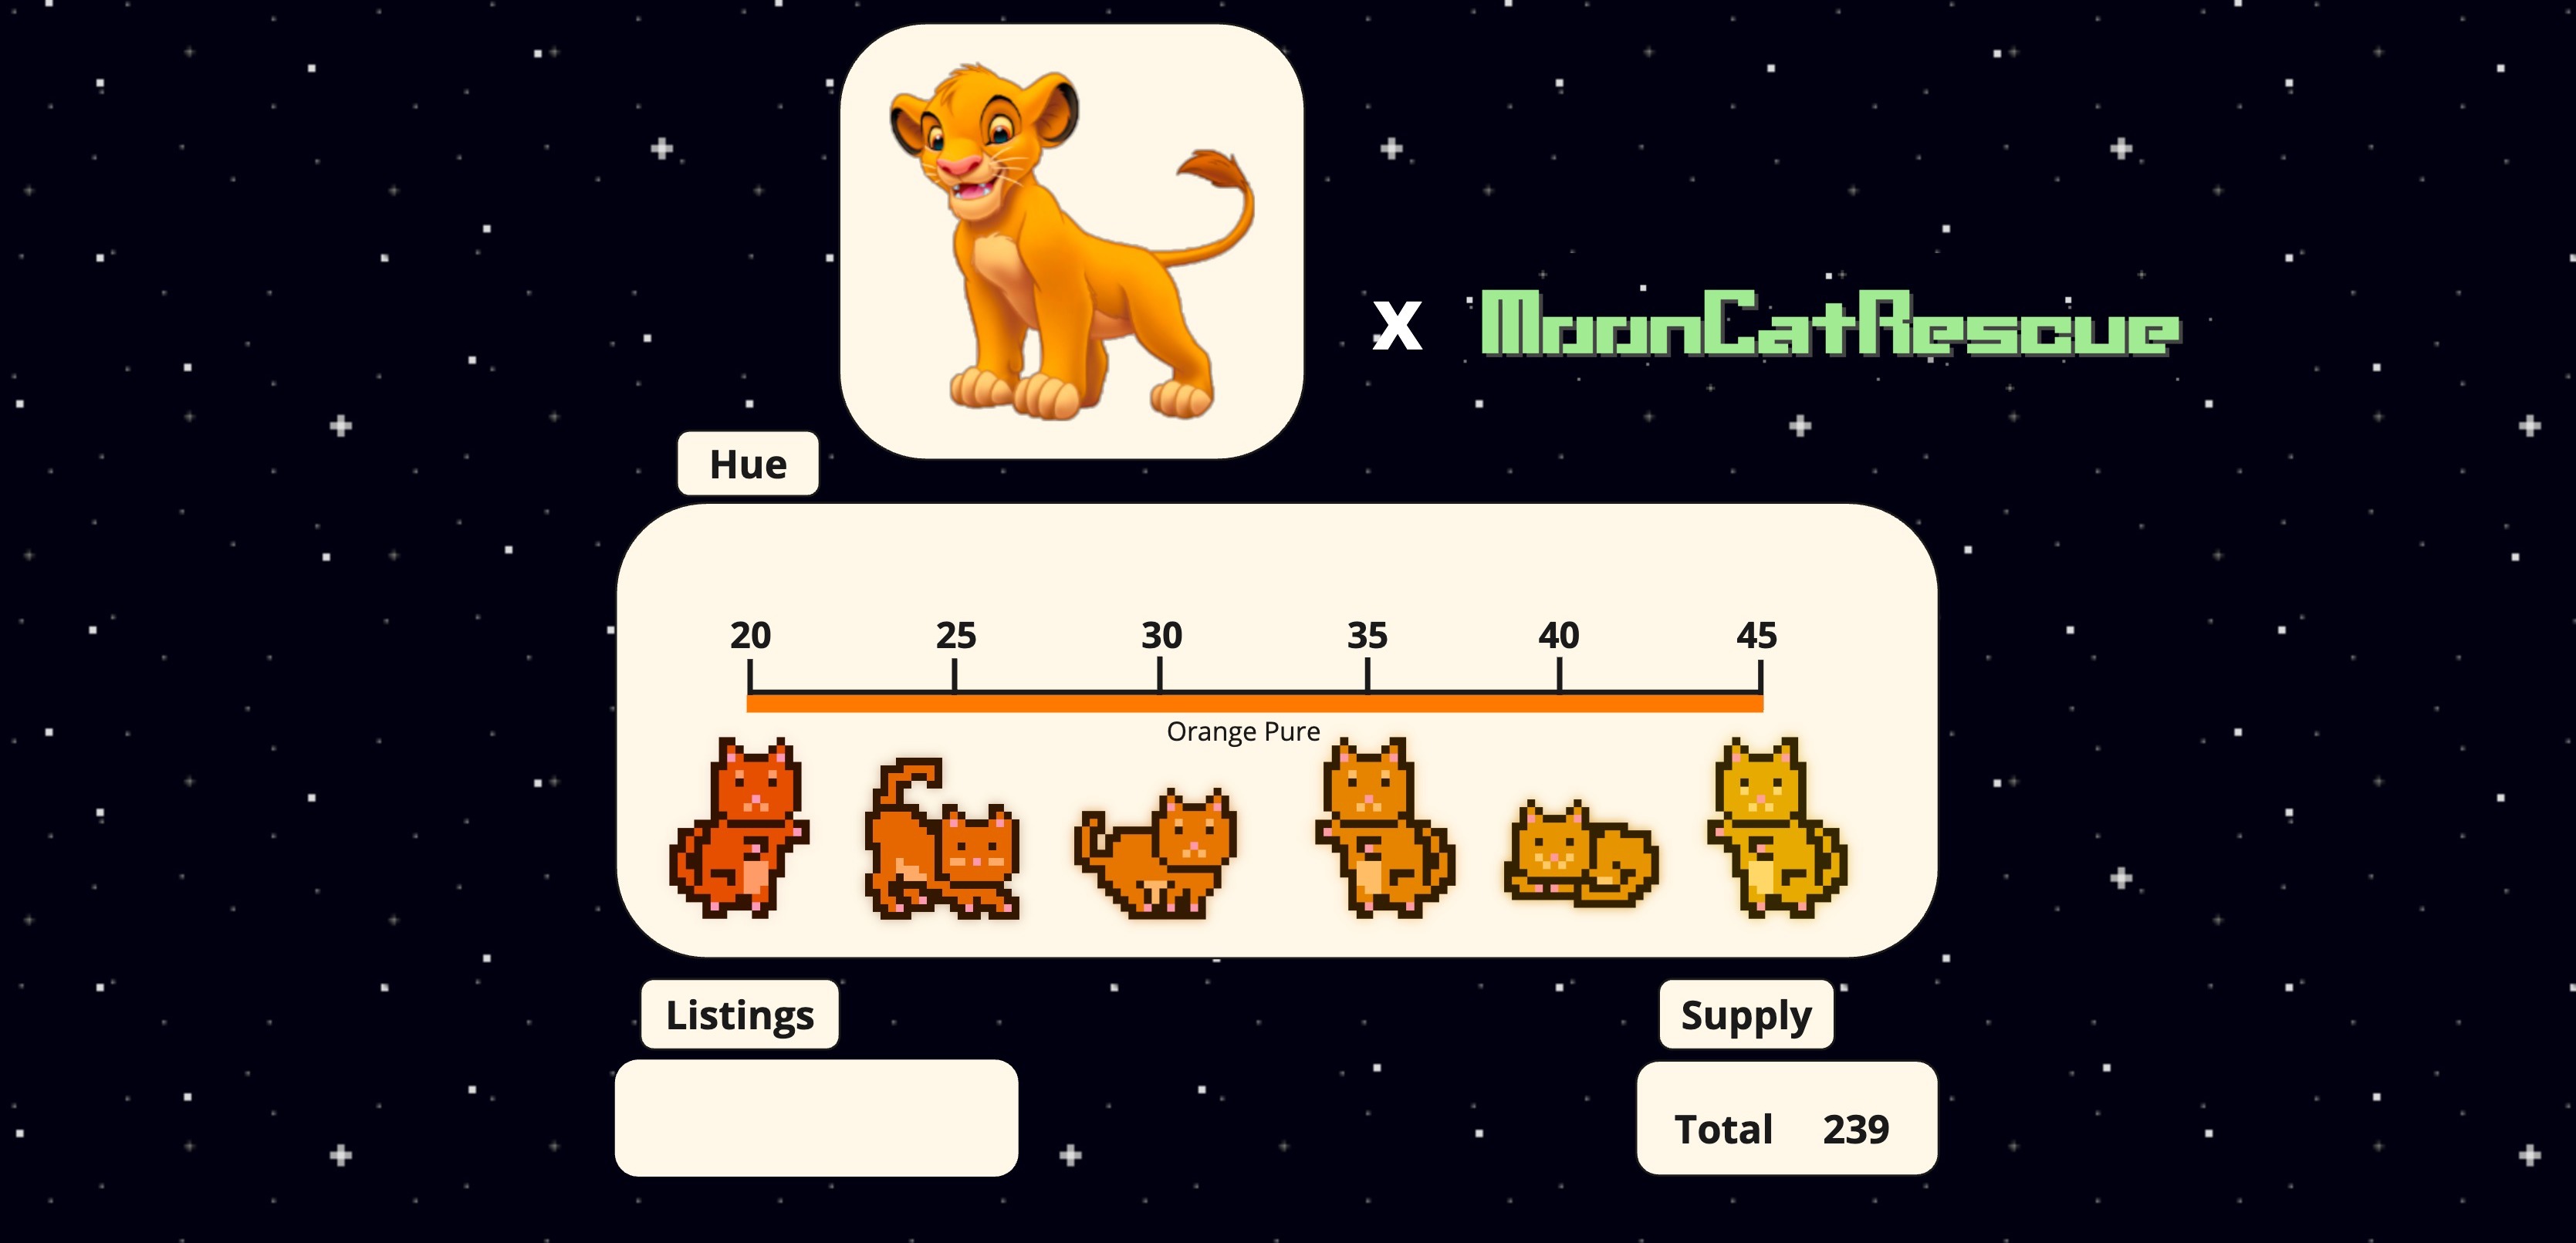 x MoonCatRescue
Hue
20 25 30 35 40 45
Orange Pure
Listings
Supply
Total 239